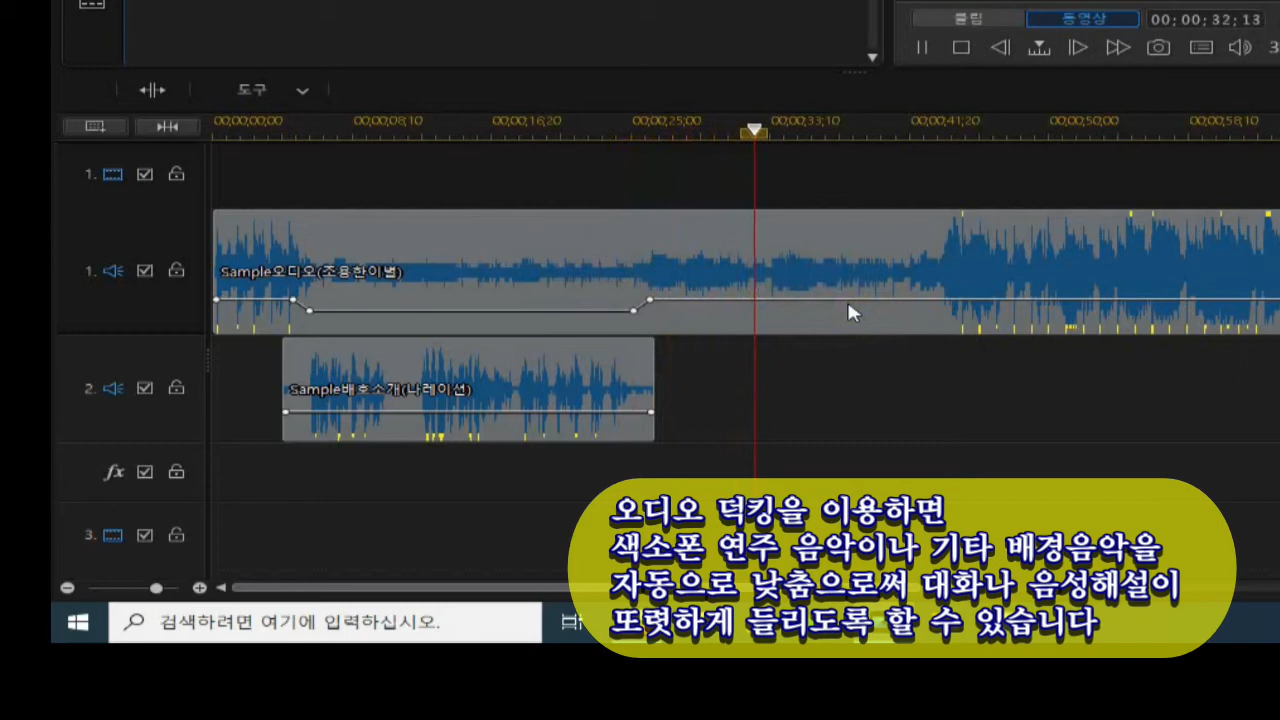 클립 동영상 00;00;32;13
도구
00;00;00;00 00;00;08;10 00;00;16;20 00;00;25;00 00;00;33;10 00;00;41;20 00;00;50;00 00;00;58;10
1.
1. Sample오디오(조용한이별)
2. Sample배호소개(나레이션)
fx
3.
오디오 덕킹을 이용하면
색소폰 연주 음악이나 기타 배경음악을
자동으로 낮춤으로써 대화나 음성해설이
또렷하게 들리도록 할 수 있습니다
검색하려면 여기에 입력하십시오.